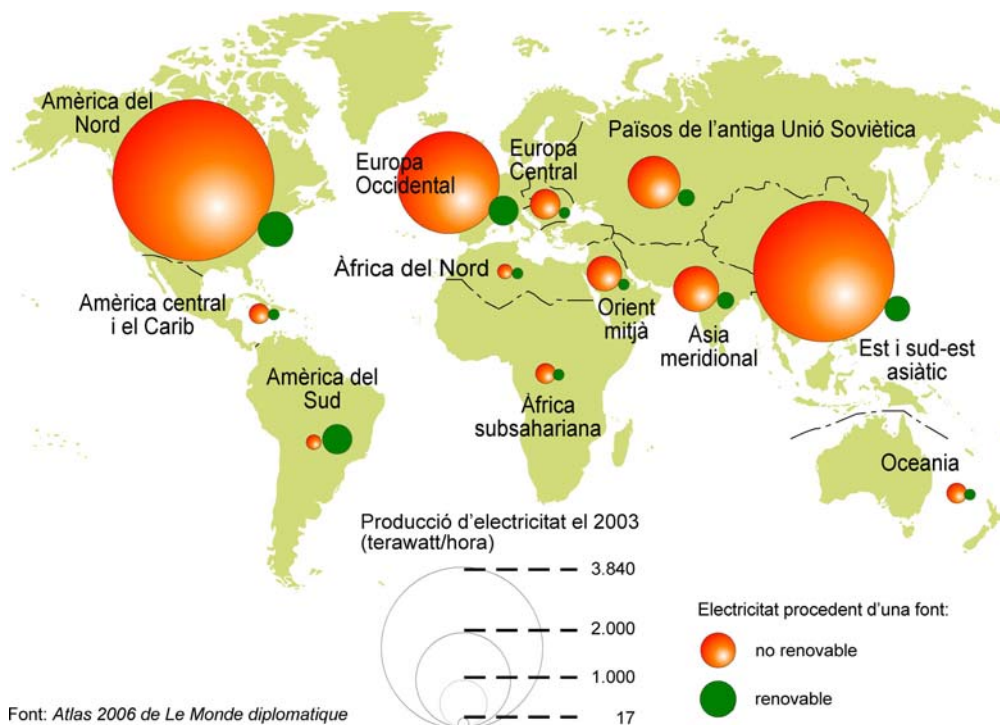 Amèrica del
Nord
Europa
Occidental
Europa
Central
Països de l'antiga Unió Soviètica
Àfrica del Nord
Amèrica central
i el Carib
Orient
mitjà
Asia
meridional
Est i sud-est
asiàtic
Amèrica del
Sud
Àfrica
subsahariana
Oceania
Producció d'electricitat el 2003
(terawatt/hora)
3.840
2.000
1.000
17
Electricitat procedent d'una font:
no renovable
renovable
Font: Atlas 2006 de Le Monde diplomatique